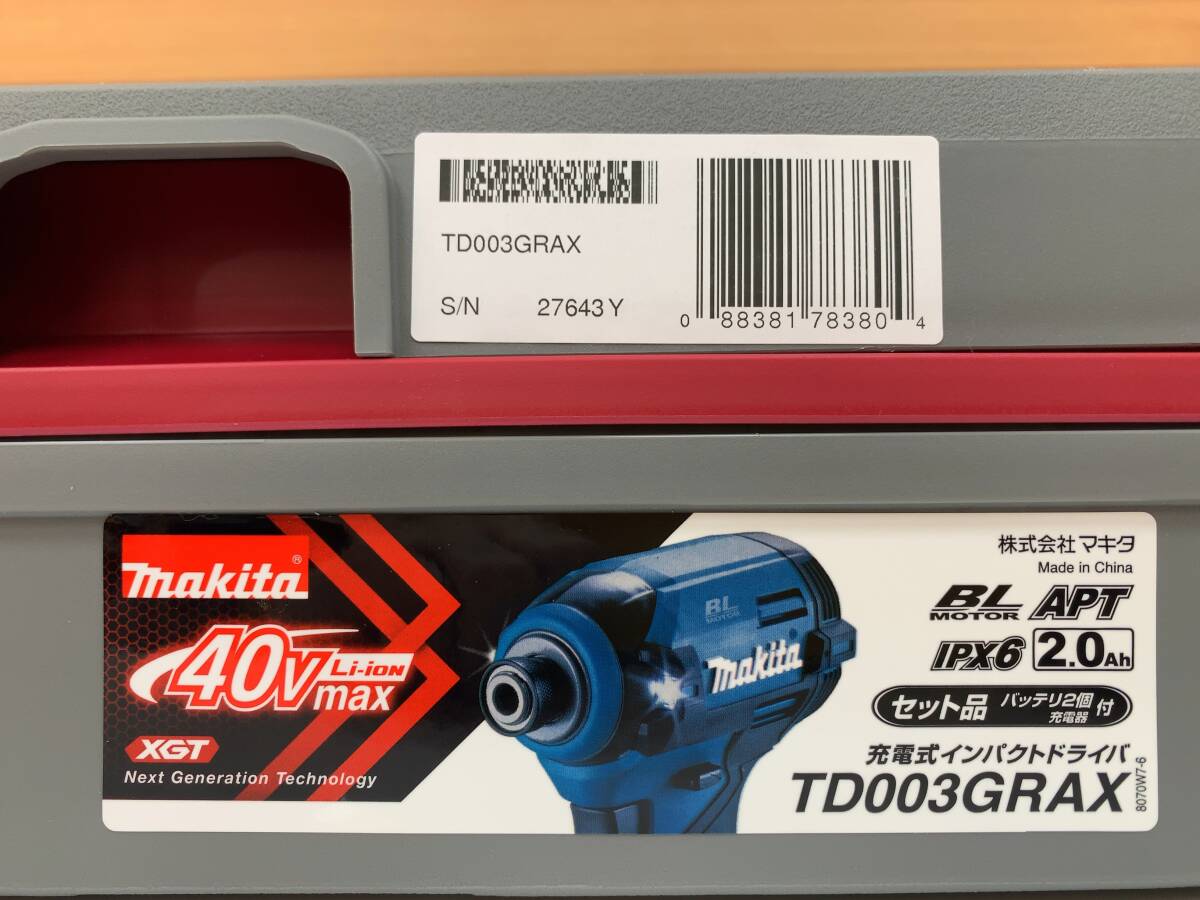 TD003GRAX
S/N 27643 Y
0 88381 78380 4
makita®
40Vmax Li-ion
XGT
Next Generation Technology
BL
MOTOR
makita
株式会社マキタ
Made in China
BL
MOTOR
APT
IPX6 2.0Ah
セット品 バッテリ2個 充電器 付
充電式インパクトドライバ
TD003GRAX
8070W7-6